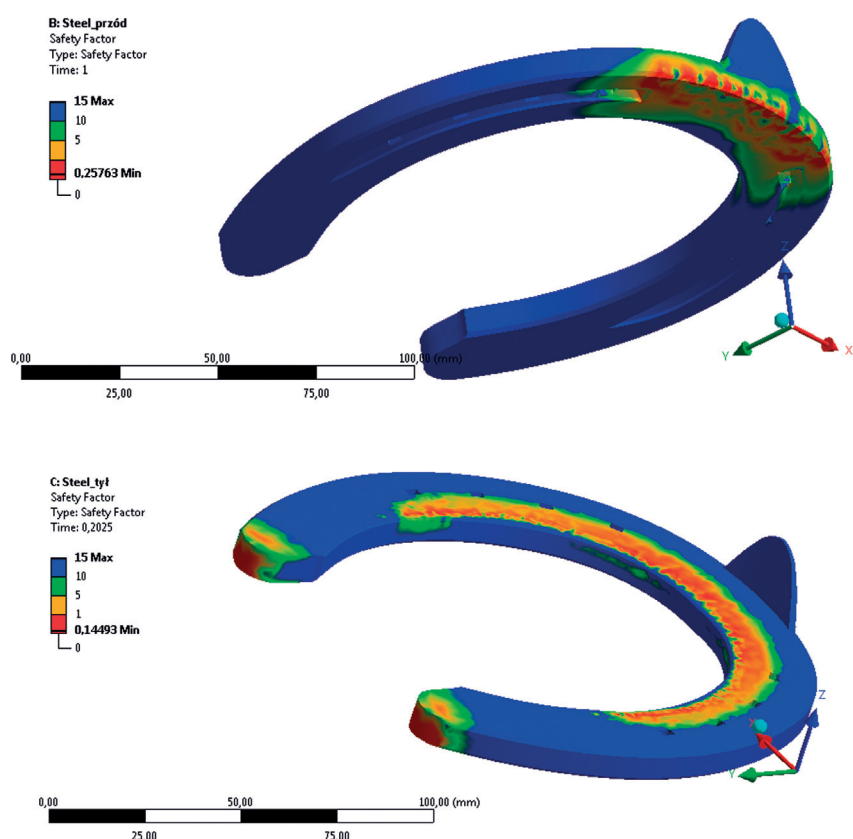 B: Steel_przód
Safety Factor
Type: Safety Factor
Time: 1
15 Max
10
5
0,25763 Min
0
Z
Y
X
0,00
50,00
100,00 (mm)
25,00
75,00
C: Steel_tył
Safety Factor
Type: Safety Factor
Time: 0,2025
15 Max
10
5
1
0,14493 Min
0
Z
Y
0,00
50,00
100,00 (mm)
25,00
75,00